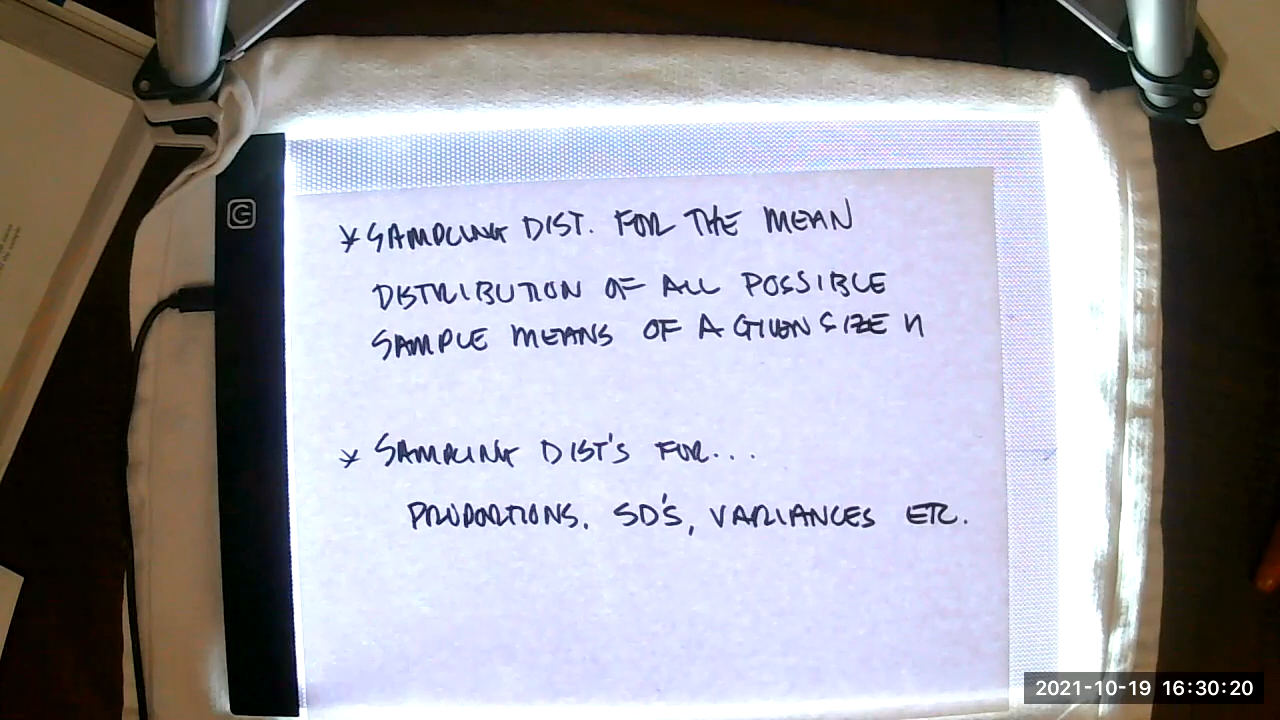 * SAMPLING DIST. FOR THE MEAN
DISTRIBUTION OF ALL POSSIBLE
SAMPLE MEANS OF A GIVEN SIZE n
* SAMPLING DIST'S FOR...
PROPORTIONS, SD'S, VARIANCES ETC.
2021-10-19 16:30:20